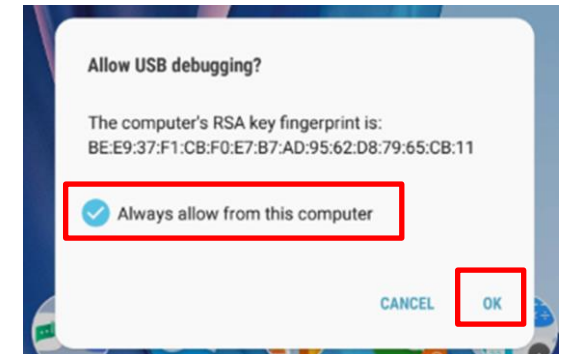 Allow USB debugging?
The computer's RSA key fingerprint is:
BE:E9:37:F1:CB:F0:E7:B7:AD:95:62:D8:79:65:CB:11
Always allow from this computer
CANCEL OK